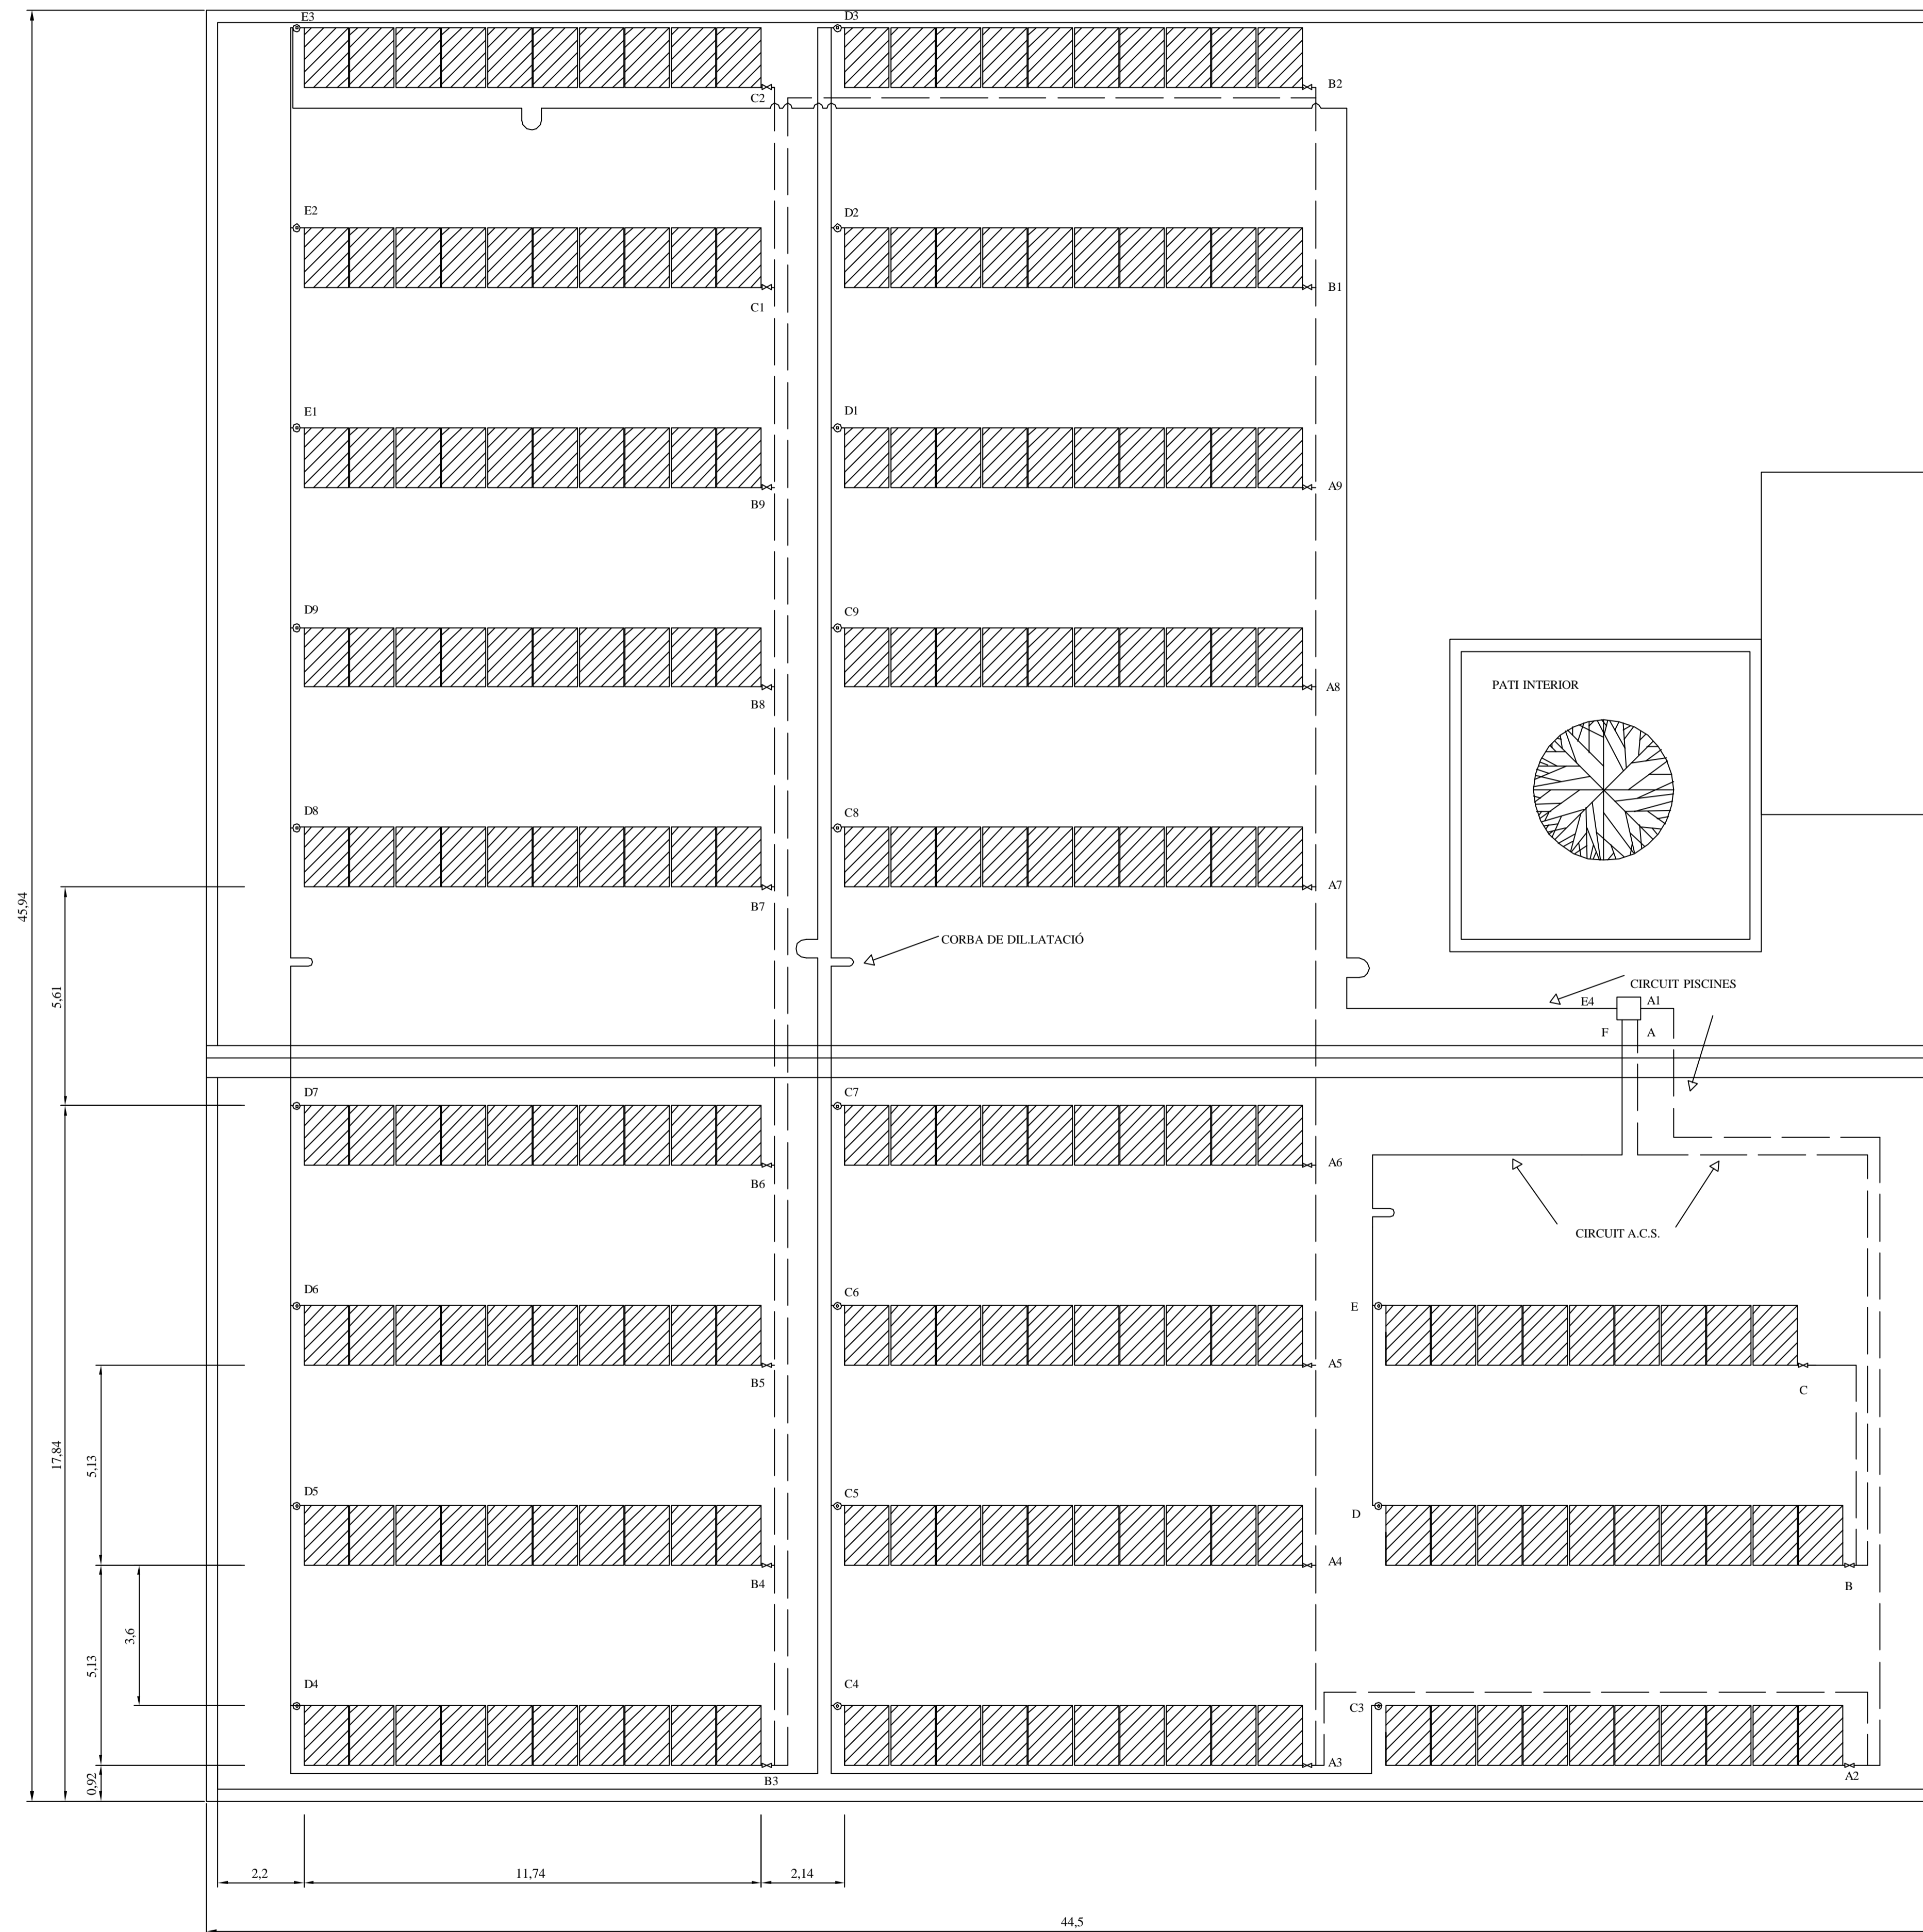 E3
D3
C2
B2
E2
D2
C1
B1
E1
D1
B9
A9
D9
C9
B8
A8
PATI INTERIOR
D8
C8
B7
A7
45,94
5,61
CORBA DE DIL.LATACIÓ
CIRCUIT PISCINES
E4
A1
F
A
D7
C7
B6
A6
CIRCUIT A.C.S.
D6
C6
E
B5
A5
C
17,84
5,13
D5
C5
D
B4
A4
B
3,6
5,13
D4
C4
C3
0,92
B3
A3
A2
2,2
11,74
2,14
44,5